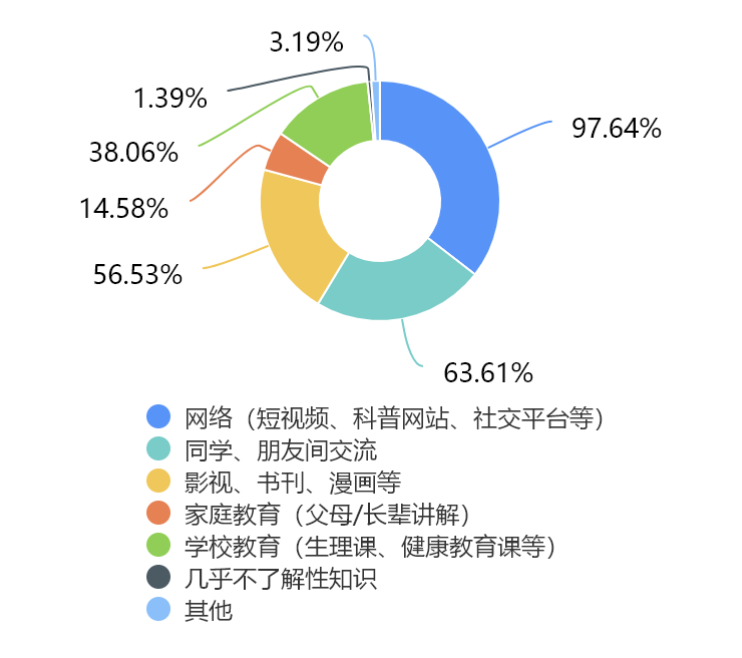 3.19%
1.39%
97.64%
38.06%
14.58%
56.53%
63.61%
网络（短视频、科普网站、社交平台等）
同学、朋友间交流
影视、书刊、漫画等
家庭教育（父母/长辈讲解）
学校教育（生理课、健康教育课等）
几乎不了解性知识
其他